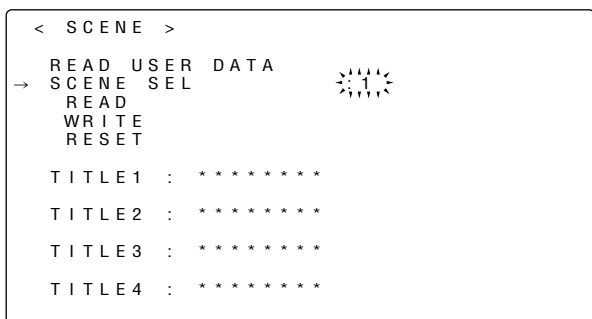 < SCENE >
READ USER DATA
→ SCENE SEL :1
READ
WRITE
RESET
TITLE1 : ********
TITLE2 : ********
TITLE3 : ********
TITLE4 : ********